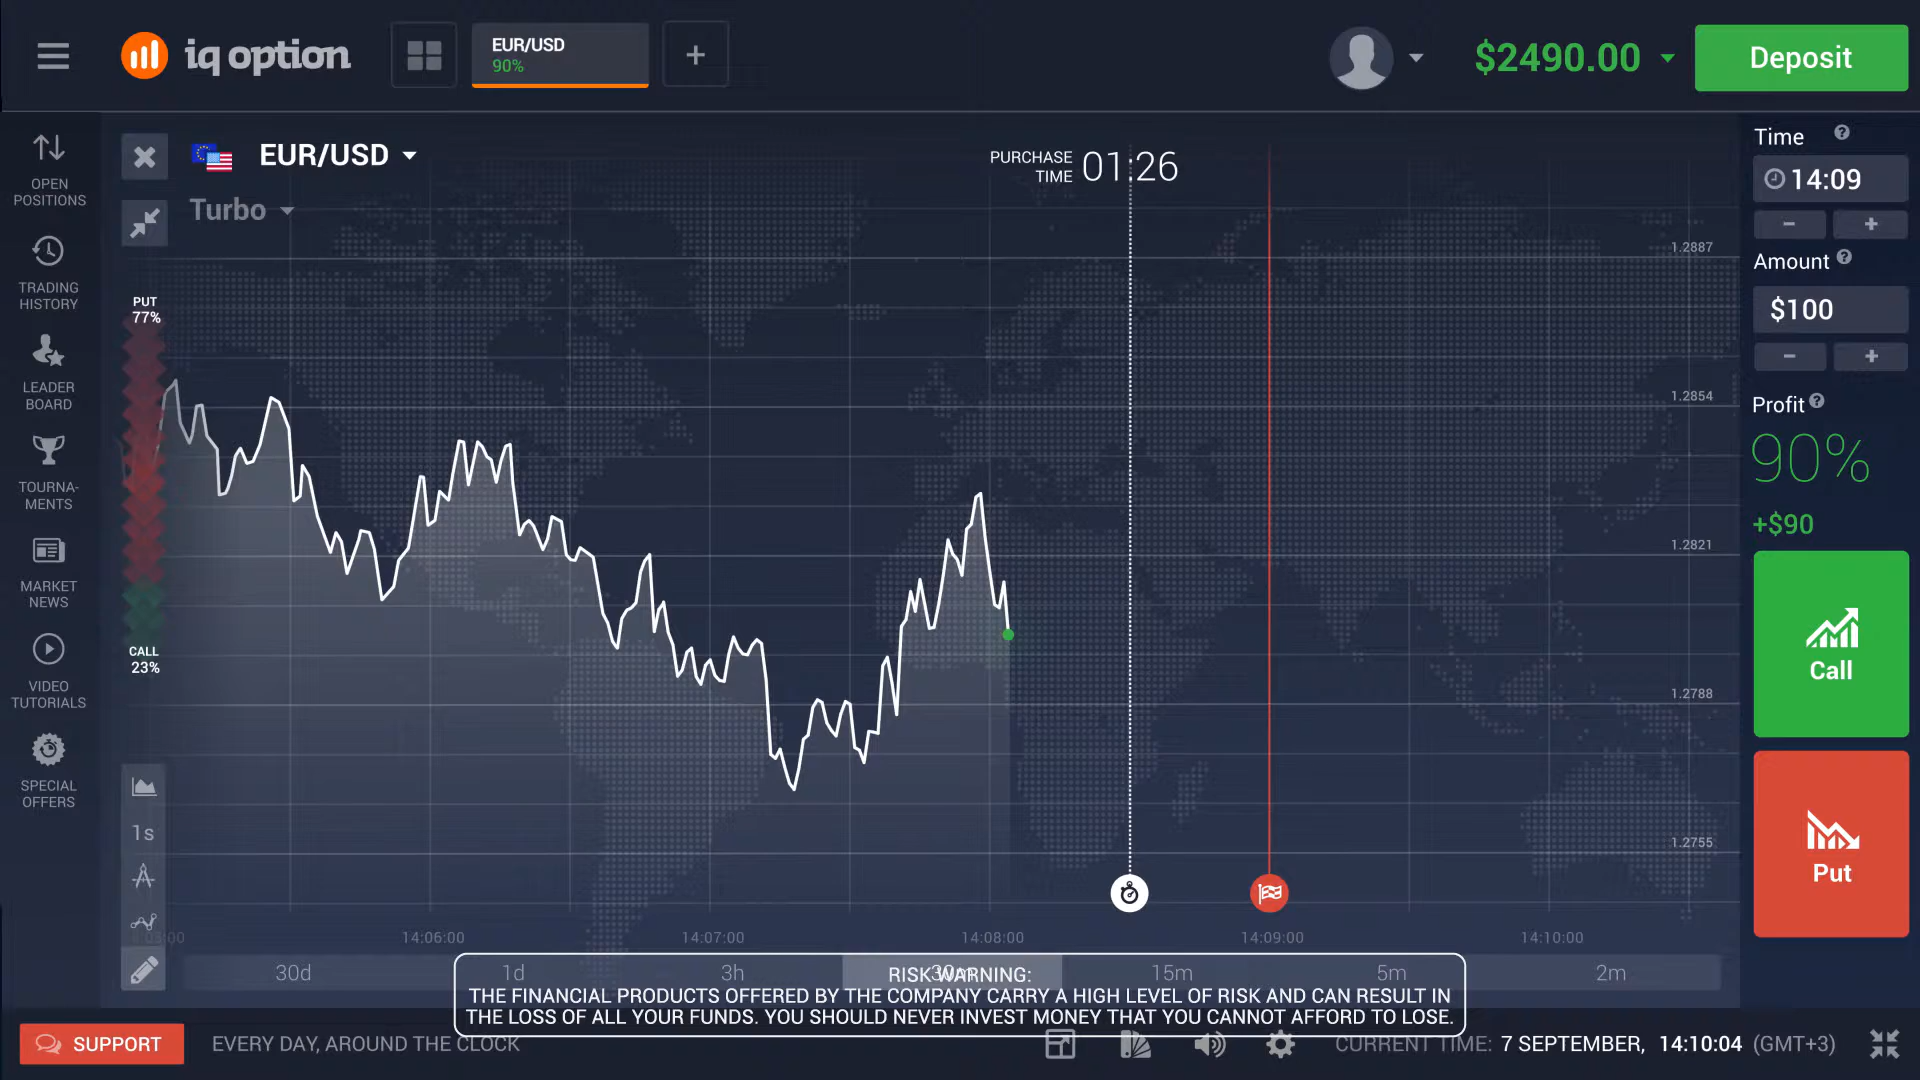 iq option
EUR/USD
90%
+
$2490.00
Deposit
OPEN
POSITIONS
TRADING
HISTORY
LEADER
BOARD
TOURNA-
MENTS
MARKET
NEWS
VIDEO
TUTORIALS
SPECIAL
OFFERS
EUR/USD
Turbo
PURCHASE
TIME
01:26
PUT
77%
CALL
23%
1s
1.2887
1.2854
1.2821
1.2788
1.2755
14:06:00
14:07:00
14:08:00
14:09:00
14:10:00
30d
1d
3h
30m
15m
5m
2m
Time ?
14:09
- +
Amount ?
$100
- +
Profit ?
90%
+$90
Call
Put
RISK WARNING:
THE FINANCIAL PRODUCTS OFFERED BY THE COMPANY CARRY A HIGH LEVEL OF RISK AND CAN RESULT IN
THE LOSS OF ALL YOUR FUNDS. YOU SHOULD NEVER INVEST MONEY THAT YOU CANNOT AFFORD TO LOSE.
SUPPORT
EVERY DAY, AROUND THE CLOCK
CURRENT TIME: 7 SEPTEMBER, 14:10:04 (GMT+3)